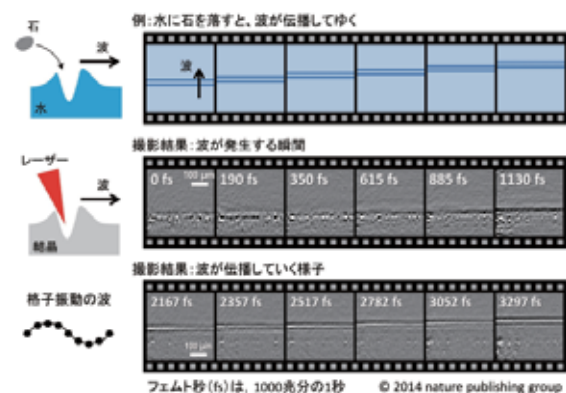 例：水に石を落すと、波が伝播してゆく
石
波
水
波
撮影結果：波が発生する瞬間
レーザー
波
結晶
0 fs
100 μm
190 fs
350 fs
615 fs
885 fs
1130 fs
撮影結果：波が伝播していく様子
格子振動の波
2167 fs
100 μm
2357 fs
2517 fs
2782 fs
3052 fs
3297 fs
フェムト秒（fs）は、1000兆分の1秒
© 2014 nature publishing group